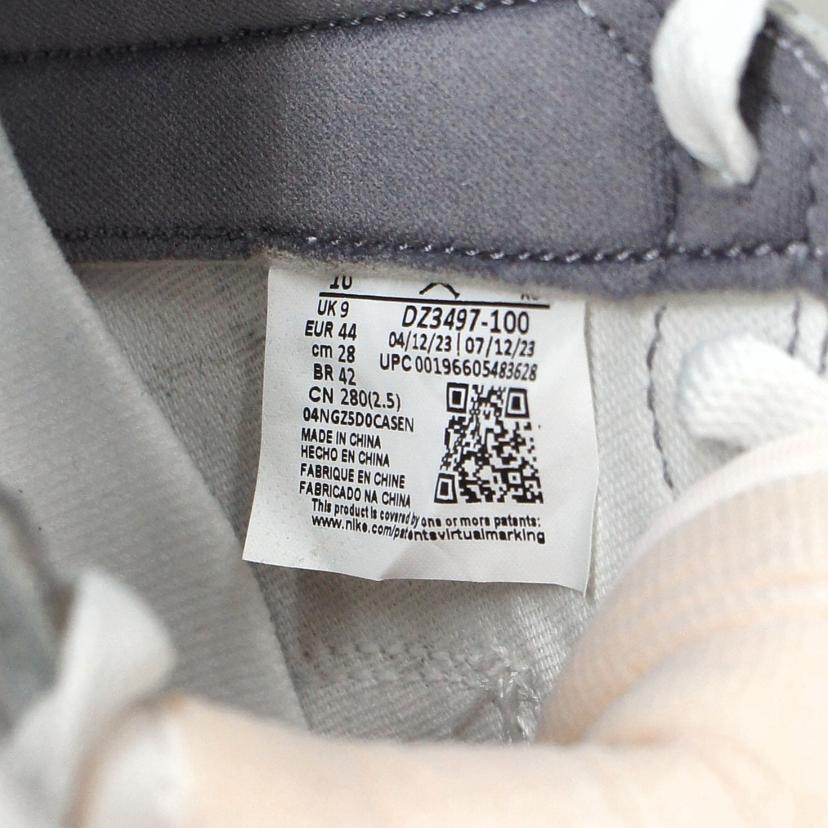 10
UK 9
EUR 44
cm 28
BR 42
CN 280(2.5)
04NGZ5D0CASEN
MADE IN CHINA
HECHO EN CHINA
FABRIQUE EN CHINE
FABRICADO NA CHINA
DZ3497-100
04/12/23 | 07/12/23
UPC 00196605483628
This product is covered by one or more patents:
www.nike.com/patentsvirtualmarking